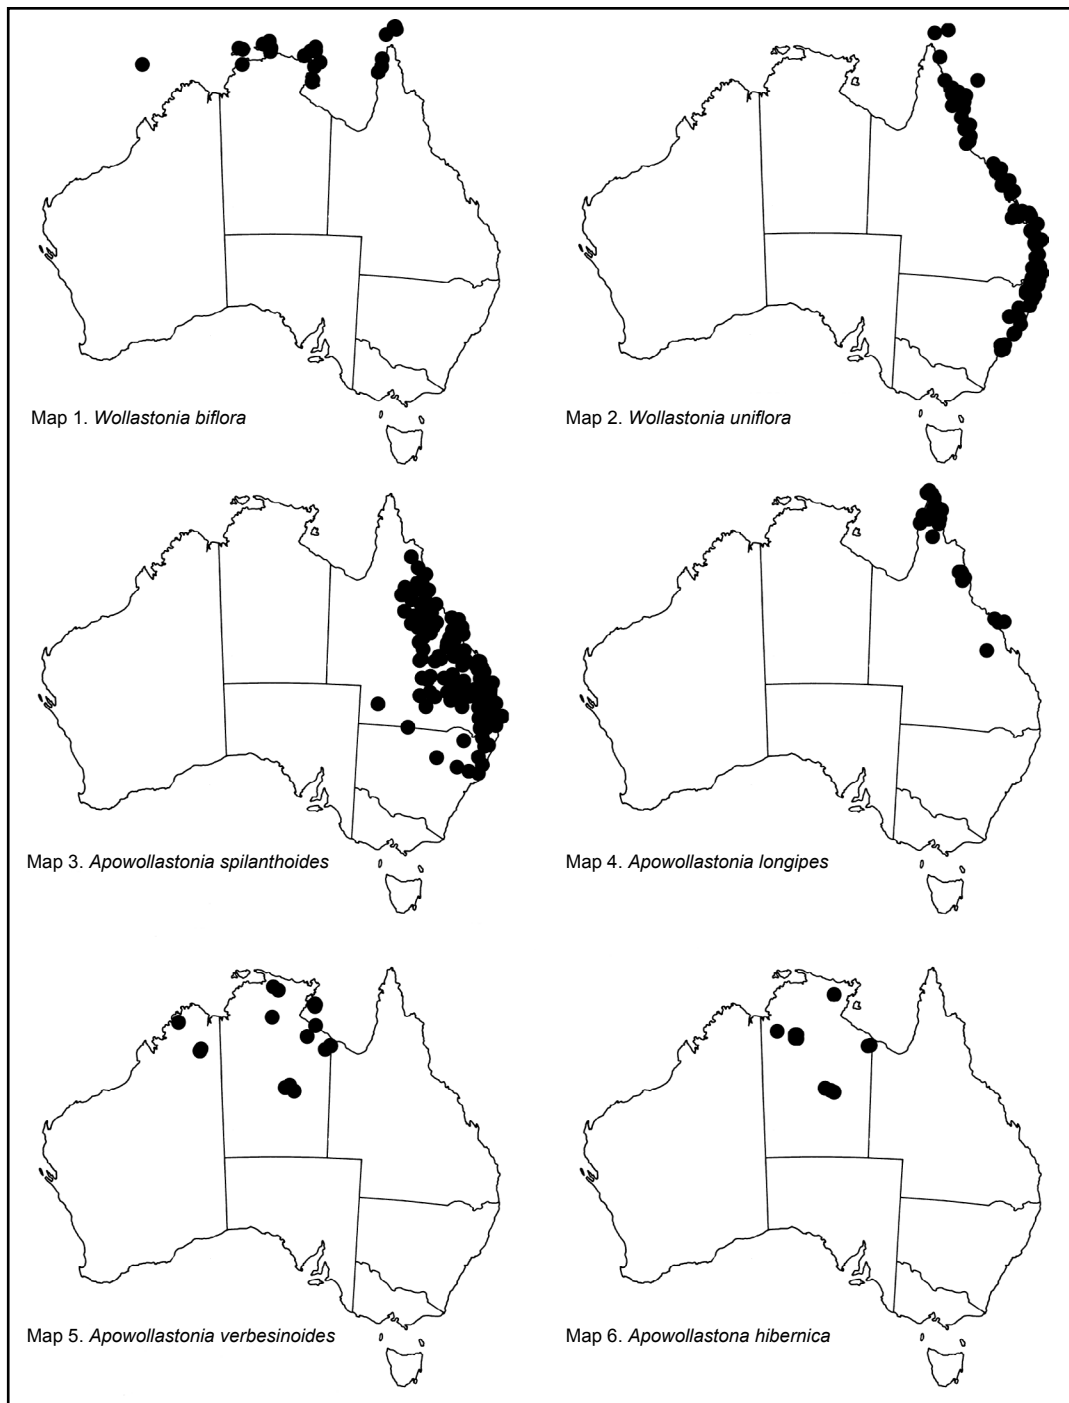 Map 1. Wollastonia biflora
Map 2. Wollastonia uniflora
Map 3. Apowollastonia spilanthoides
Map 4. Apowollastonia longipes
Map 5. Apowollastonia verbesinoides
Map 6. Apowollastona hibernica